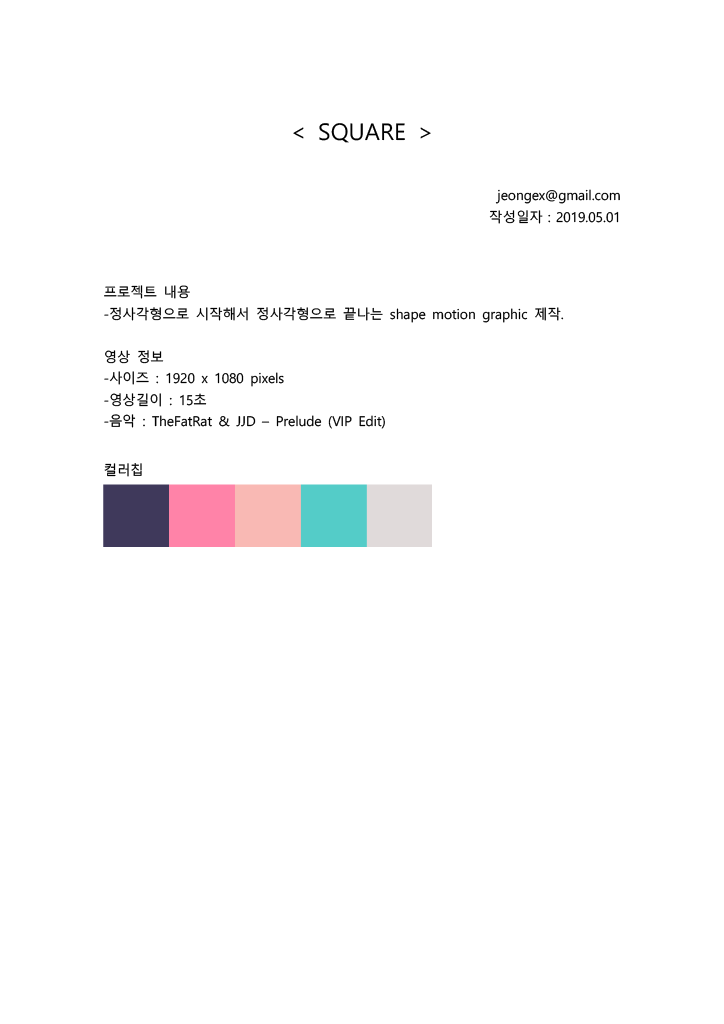 < SQUARE >
jeongex@gmail.com
작성일자 : 2019.05.01
프로젝트 내용
-정사각형으로 시작해서 정사각형으로 끝나는 shape motion graphic 제작.
영상 정보
-사이즈 : 1920 x 1080 pixels
-영상길이 : 15초
-음악 : TheFatRat & JJD – Prelude (VIP Edit)
컬러칩